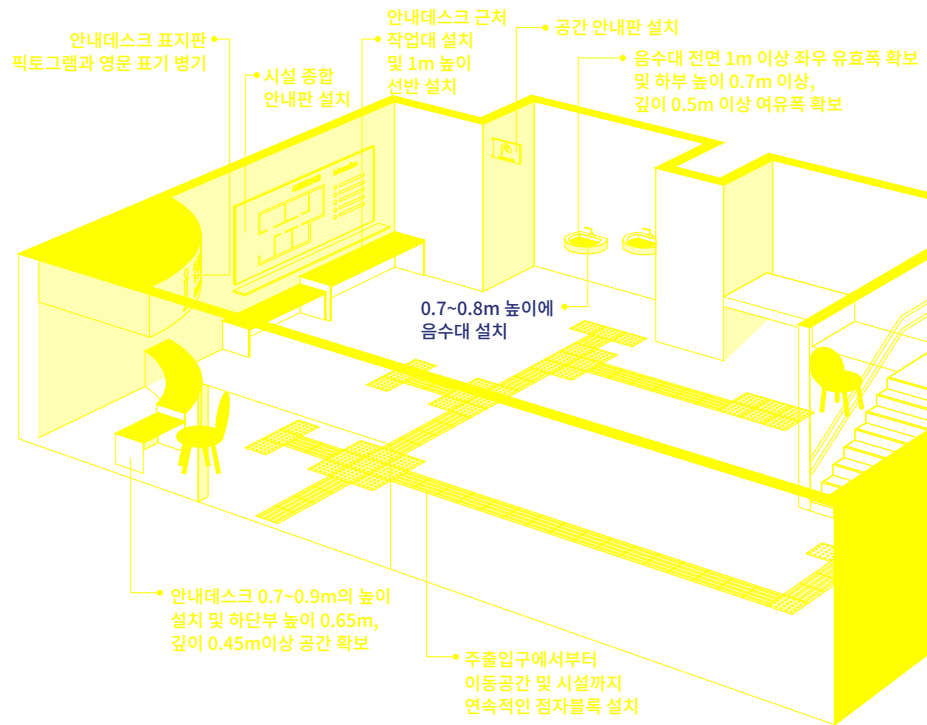 안내데스크 표지판
픽토그램과 영문 표기 병기
시설 종합
안내판 설치
안내데스크 근처
작업대 설치
및 1m 높이
선반 설치
공간 안내판 설치
음수대 전면 1m 이상 좌우 유효폭 확보
및 하부 높이 0.7m 이상,
깊이 0.5m 이상 여유폭 확보
0.7~0.8m 높이에
음수대 설치
안내데스크 0.7~0.9m의 높이
설치 및 하단부 높이 0.65m,
깊이 0.45m이상 공간 확보
주출입구에서부터
이동공간 및 시설까지
연속적인 점자블록 설치